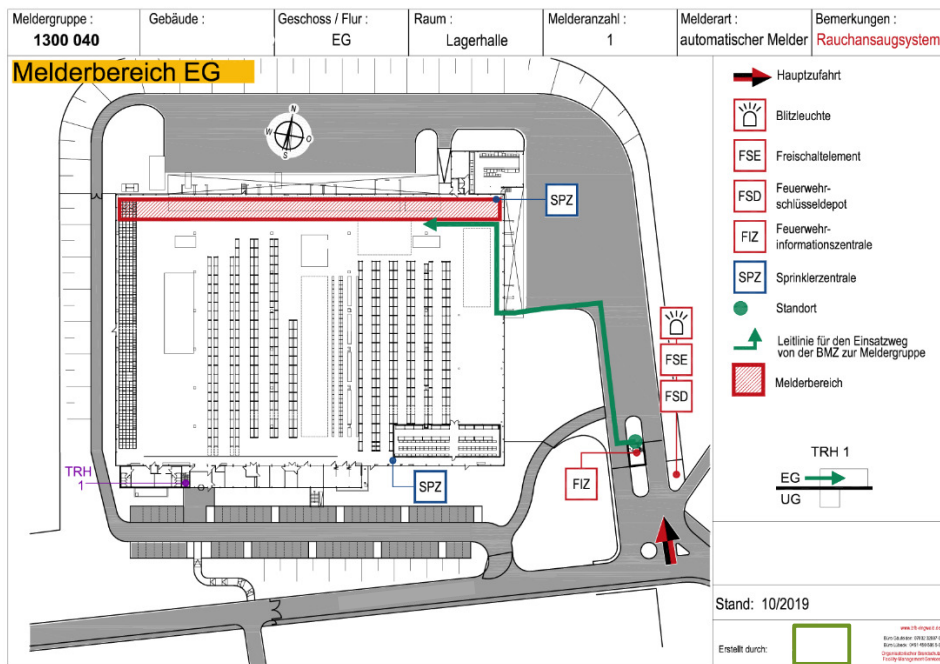 Meldergruppe :
1300 040
Gebäude :
Geschoss / Flur :
EG
Raum :
Lagerhalle
Melderanzahl :
1
Melderart :
automatischer Melder
Bemerkungen :
Rauchansaugsystem
Melderbereich EG
N
W
O
S
SPZ
TRH
1
SPZ
FIZ
FSE
FSD
Hauptzufahrt
Blitzleuchte
FSE
Freischaltelement
FSD
Feuerwehr-
schlüsseldepot
FIZ
Feuerwehr-
informationszentrale
SPZ
Sprinklerzentrale
Standort
Leitlinie für den Einsatzweg
von der BMZ zur Meldergruppe
Melderbereich
TRH 1
EG
UG
Stand: 10/2019
Erstellt durch: